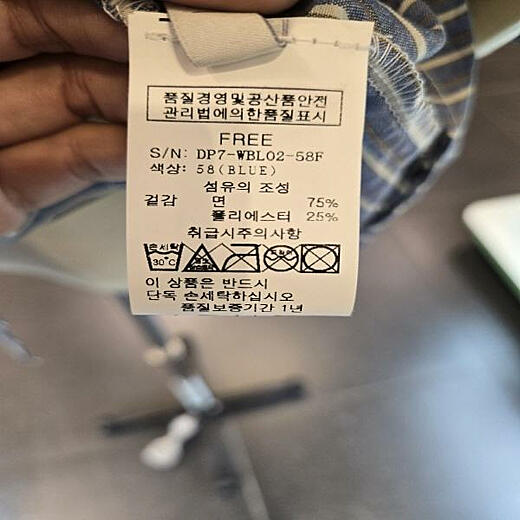 품질경영및공산품안전
관리법에의한품질표시
FREE
S/N: DP7-WBL02-58F
색상: 58(BLUE)
섬유의 조성
겉감 면 75%
폴리에스터 25%
취급시주의사항
손세탁
30℃
이 상품은 반드시
단독 손세탁하십시오
품질보증기간 1년